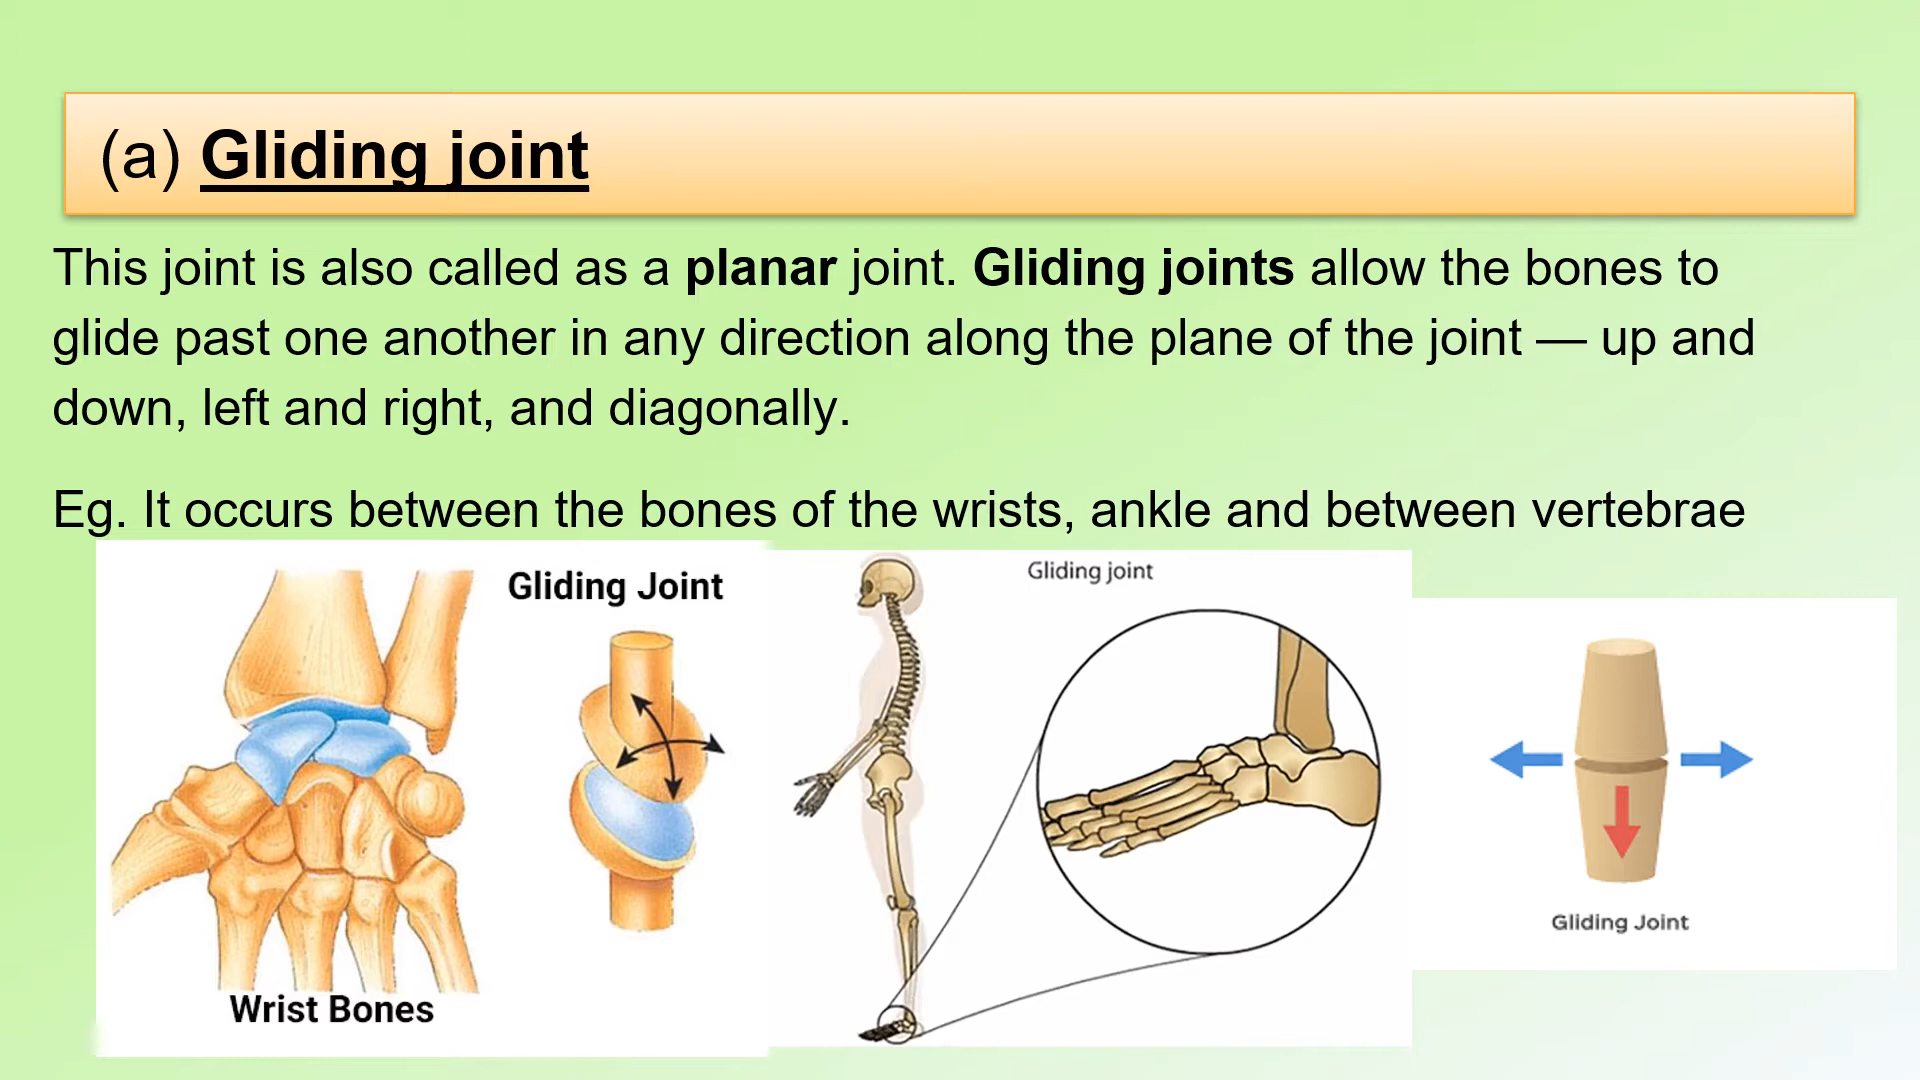 (a) Gliding joint
This joint is also called as a planar joint. Gliding joints allow the bones to
glide past one another in any direction along the plane of the joint — up and
down, left and right, and diagonally.
Eg. It occurs between the bones of the wrists, ankle and between vertebrae
Gliding Joint
Wrist Bones
Gliding joint
Gliding Joint